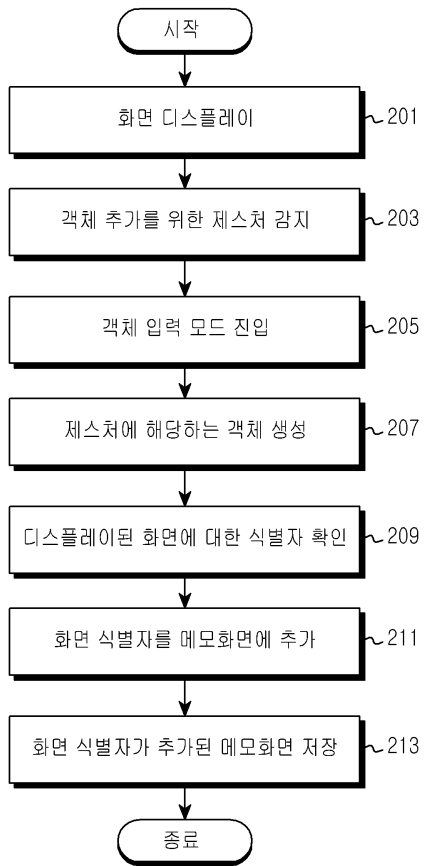 시작
화면 디스플레이
201
객체 추가를 위한 제스처 감지
203
객체 입력 모드 진입
205
제스처에 해당하는 객체 생성
207
디스플레이된 화면에 대한 식별자 확인
209
화면 식별자를 메모화면에 추가
211
화면 식별자가 추가된 메모화면 저장
213
종료